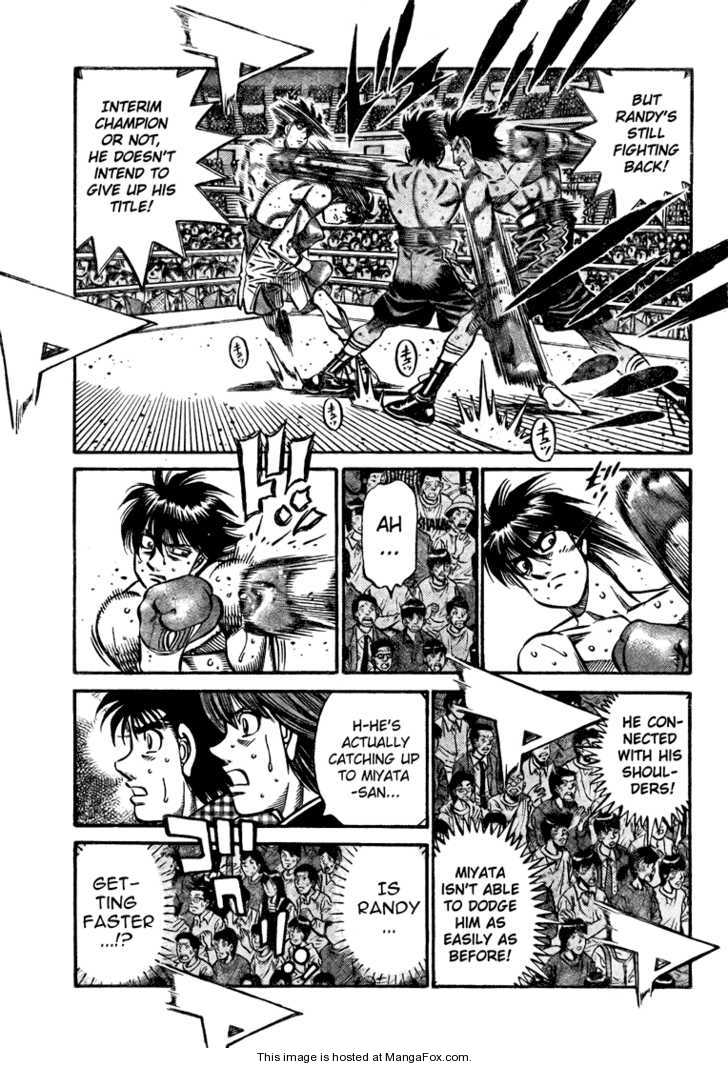 BUT
RANDY'S
STILL
FIGHTING
BACK!
INTERIM
CHAMPION
OR NOT,
HE DOESN'T
INTEND TO
GIVE UP HIS
TITLE!
AH
...
HE CON-
NECTED
WITH HIS
SHOUL-
DERS!
MIYATA
ISN'T ABLE
TO DODGE
HIM AS
EASILY AS
BEFORE!
H-HE'S
ACTUALLY
CATCHING UP
TO MIYATA
-SAN...
IS
RANDY
...
GET-
TING
FASTER
...!?
This image is hosted at MangaFox.com.